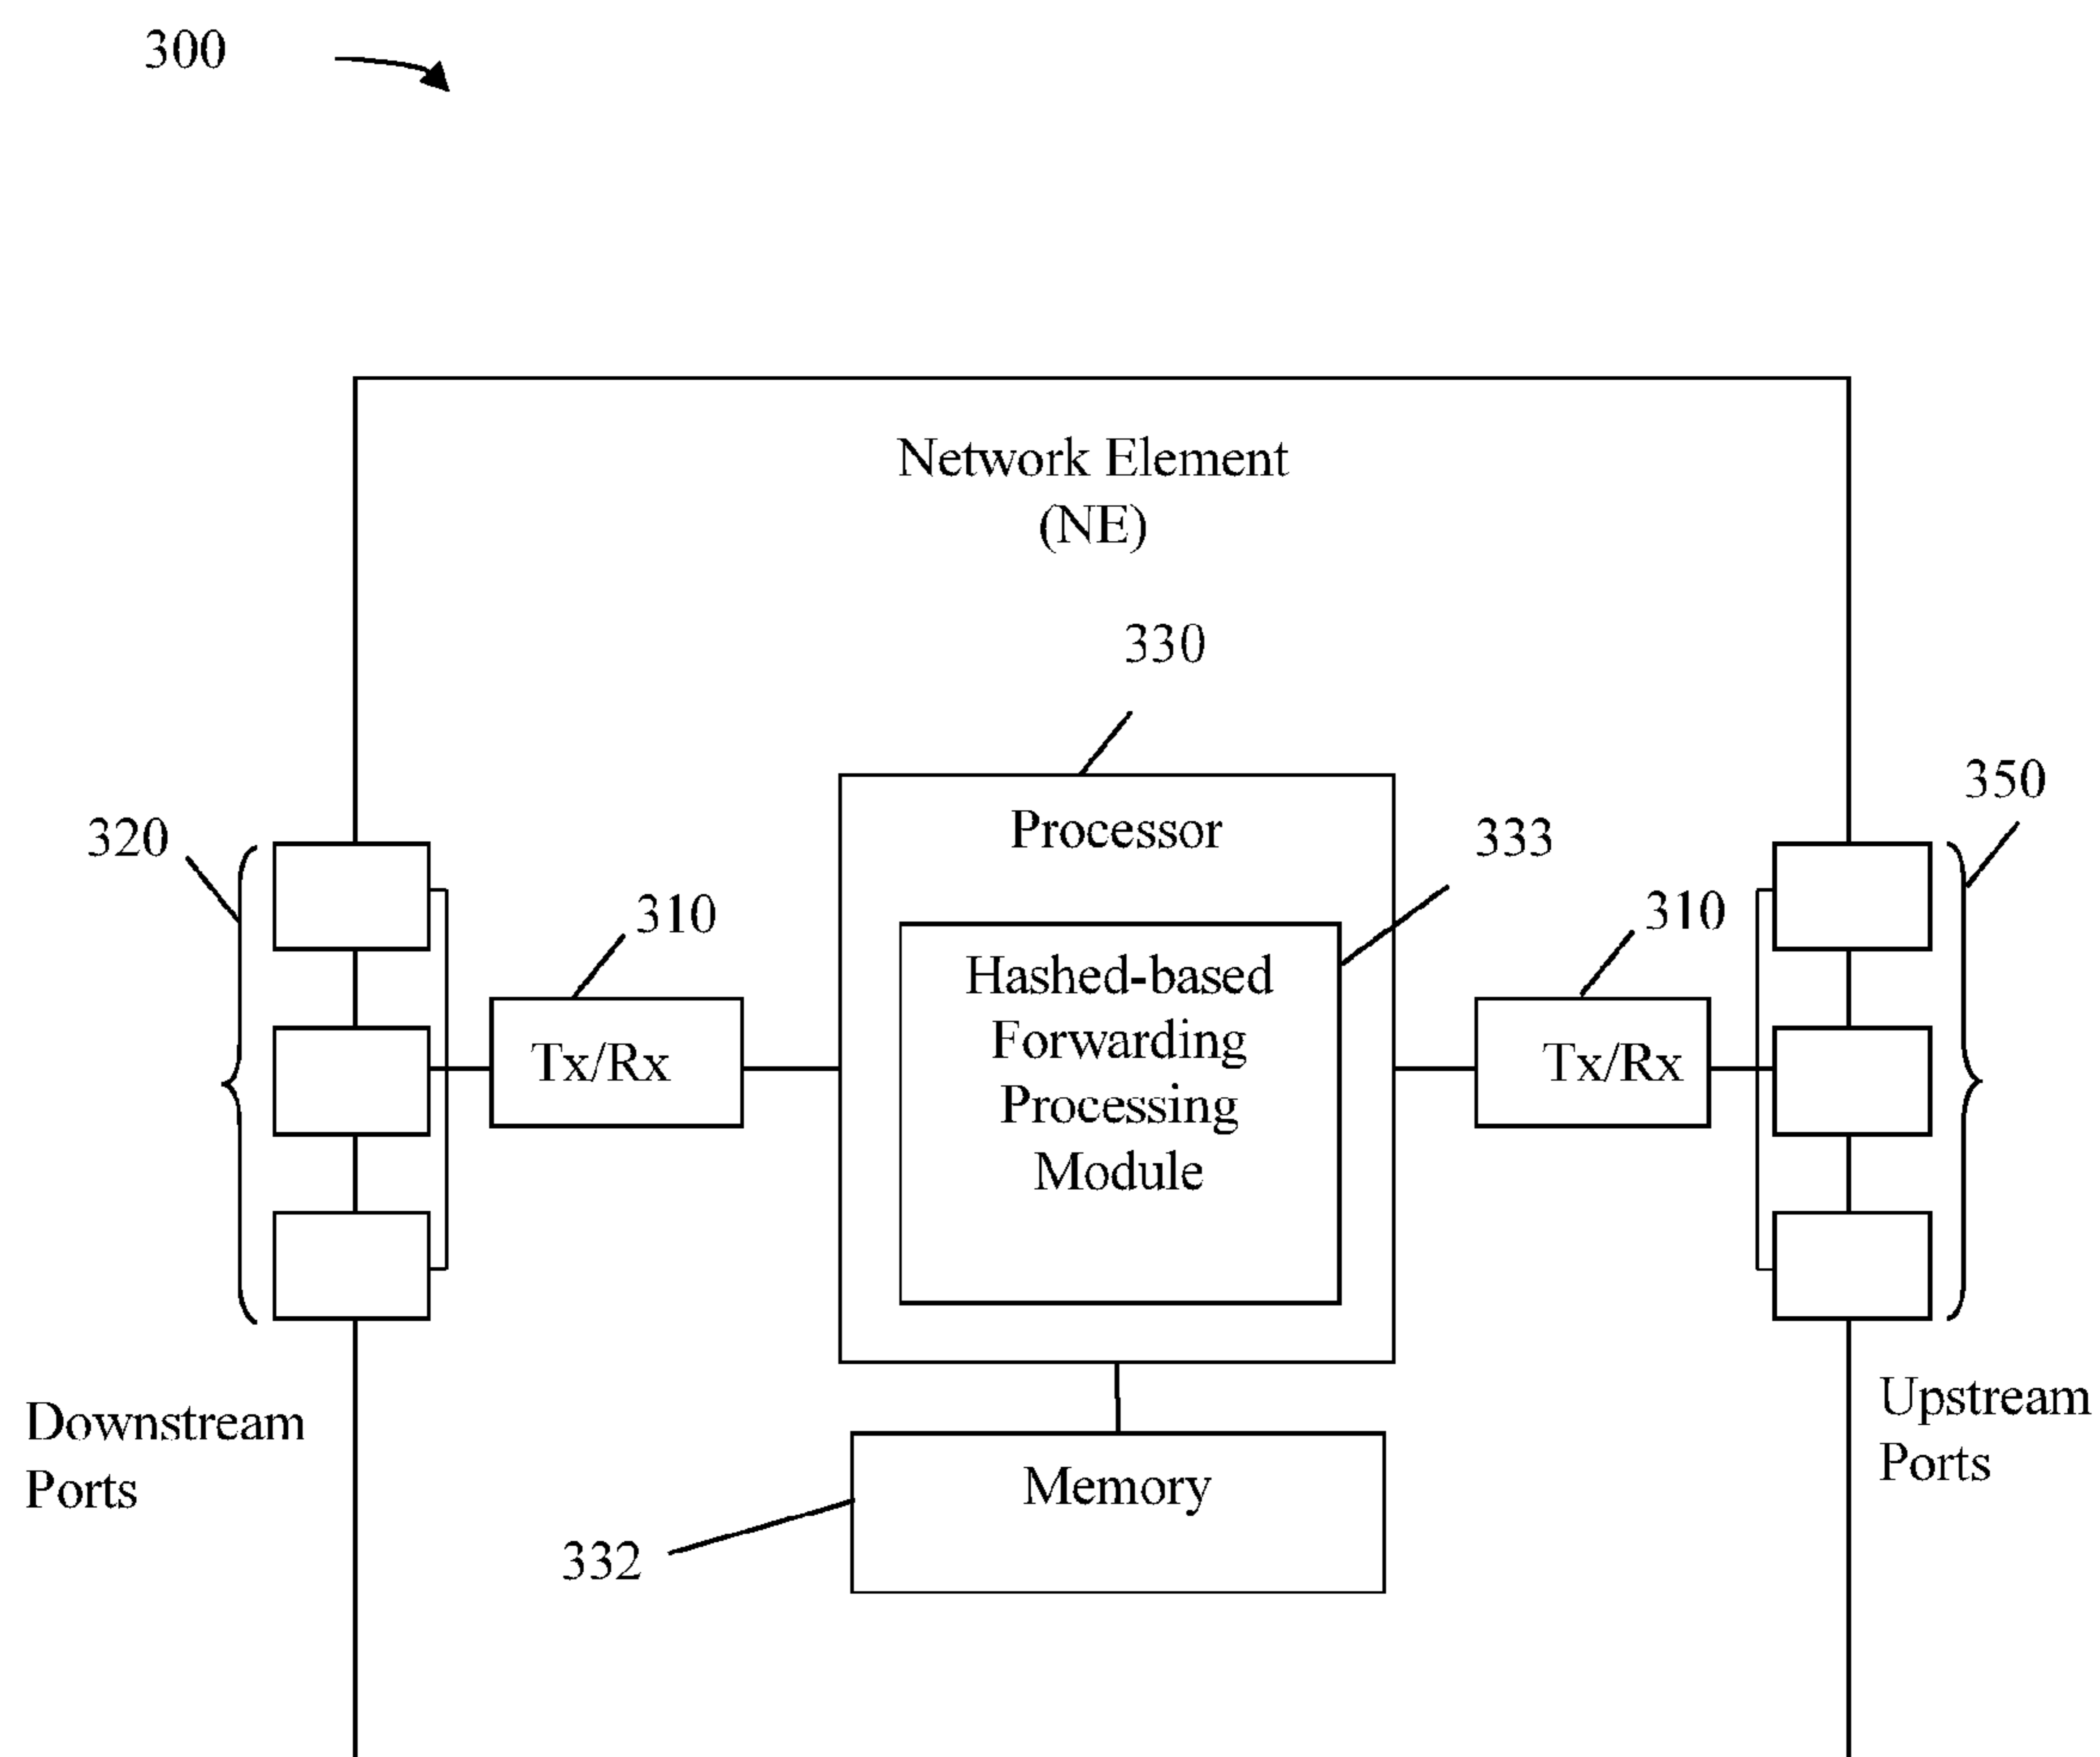 300
Network Element
(NE)
330
350
320
Processor
333
310
310
Hashed-based
Forwarding
Processing
Module
Tx/Rx
Tx/Rx
Downstream
Ports
Upstream
Ports
Memory
332